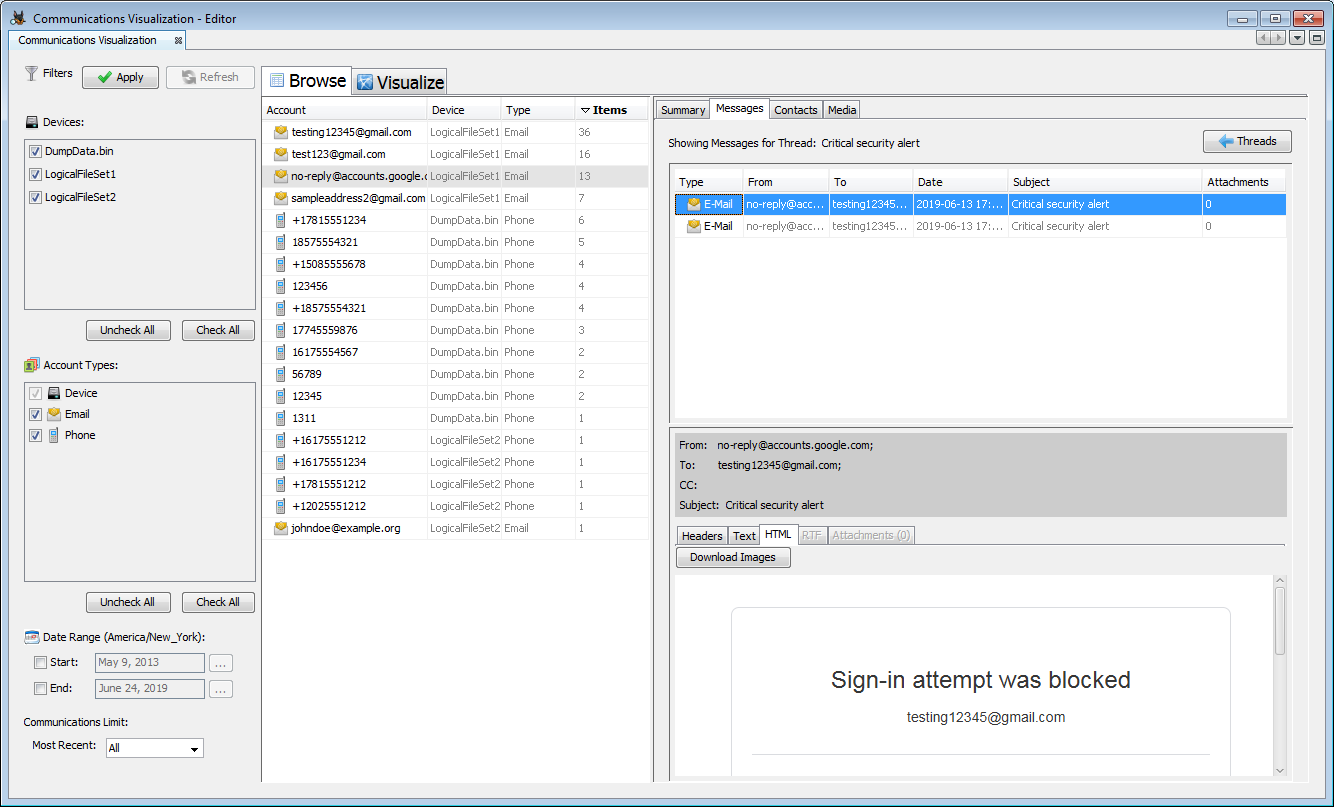 Communications Visualization - Editor
Communications Visualization
Filters
Apply
Refresh
Devices:
DumpData.bin
LogicalFileSet1
LogicalFileSet2
Uncheck All
Check All
Account Types:
Device
Email
Phone
Uncheck All
Check All
Date Range (America/New_York):
Start: May 9, 2013 ...
End: June 24, 2019 ...
Communications Limit:
Most Recent: All
Browse
Visualize
Account Device Type Items
testing12345@gmail.com LogicalFileSet1 Email 36
test123@gmail.com LogicalFileSet1 Email 16
no-reply@accounts.google.c LogicalFileSet1 Email 13
sampleaddress2@gmail.com LogicalFileSet1 Email 7
+17815551234 DumpData.bin Phone 6
18575554321 DumpData.bin Phone 5
+15085555678 DumpData.bin Phone 4
123456 DumpData.bin Phone 4
+18575554321 DumpData.bin Phone 4
17745559876 DumpData.bin Phone 3
16175554567 DumpData.bin Phone 2
56789 DumpData.bin Phone 2
12345 DumpData.bin Phone 2
1311 DumpData.bin Phone 1
+16175551212 LogicalFileSet2 Phone 1
+16175551234 LogicalFileSet2 Phone 1
+17815551212 LogicalFileSet2 Phone 1
+12025551212 LogicalFileSet2 Phone 1
johndoe@example.org LogicalFileSet2 Email 1
Summary Messages Contacts Media
Showing Messages for Thread: Critical security alert
Threads
Type From To Date Subject Attachments
E-Mail no-reply@acc... testing12345... 2019-06-13 17:... Critical security alert 0
E-Mail no-reply@acc... testing12345... 2019-06-13 17:... Critical security alert 0
From: no-reply@accounts.google.com;
To: testing12345@gmail.com;
CC:
Subject: Critical security alert
Headers Text HTML RTF Attachments (0)
Download Images
Sign-in attempt was blocked
testing12345@gmail.com